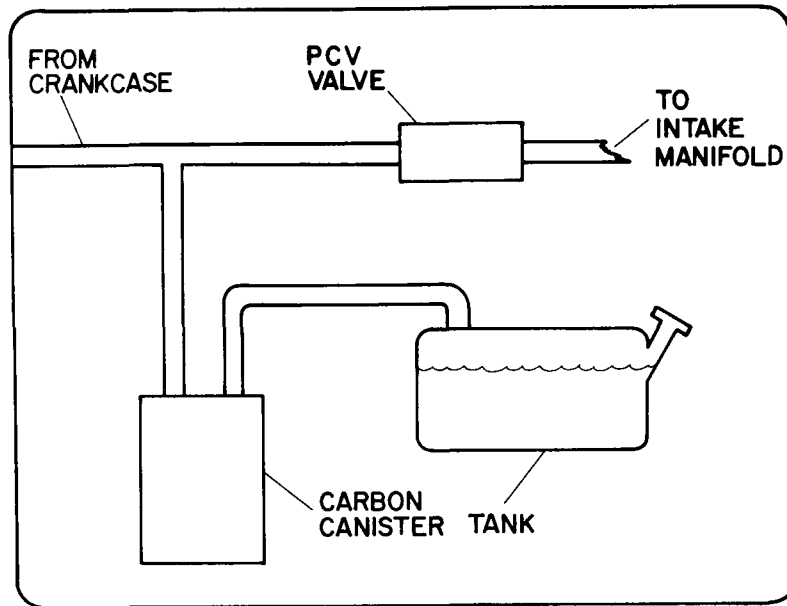 FROM
CRANKCASE
PCV
VALVE
TO
INTAKE
MANIFOLD
CARBON
CANISTER
TANK